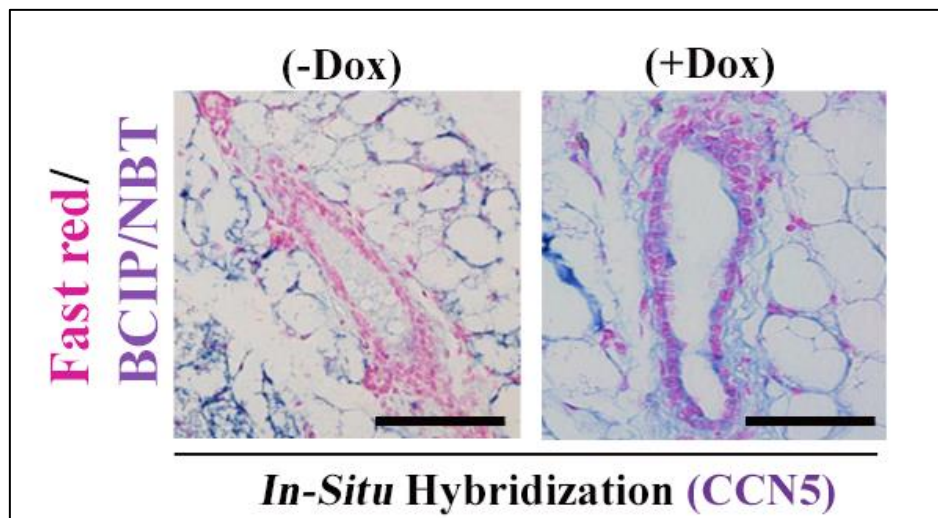 (-Dox)
(+Dox)
Fast red/
BCIP/NBT
In-Situ Hybridization (CCN5)